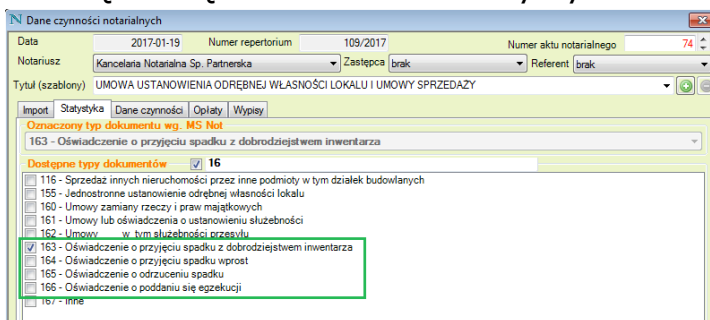 Dane czynności notarialnych
Data 2017-01-19 Numer repertorium 109/2017 Numer aktu notarialnego 74
Notariusz Kancelaria Notarialna Sp. Partnerska Zastępca brak Referent brak
Tytuł (szablony) UMOWA USTANOWIENIA ODRĘBNEJ WŁASNOŚCI LOKALU I UMOWY SPRZEDAŻY
Import Statystyka Dane czynności Opłaty Wypisy
Oznaczony typ dokumentu wg. MS Not
163 - Oświadczenie o przyjęciu spadku z dobrodziejstwem inwentarza
Dostępne typy dokumentów 16
116 - Sprzedaż innych nieruchomości przez inne podmioty w tym działek budowlanych
155 - Jednostronne ustanowienie odrębnej własności lokalu
160 - Umowy zamiany rzeczy i praw majątkowych
161 - Umowy lub oświadczenia o ustanowieniu służebności
162 - Umowy w tym służebności przesyłu
163 - Oświadczenie o przyjęciu spadku z dobrodziejstwem inwentarza
164 - Oświadczenie o przyjęciu spadku wprost
165 - Oświadczenie o odrzuceniu spadku
166 - Oświadczenie o poddaniu się egzekucji
167 - Inne